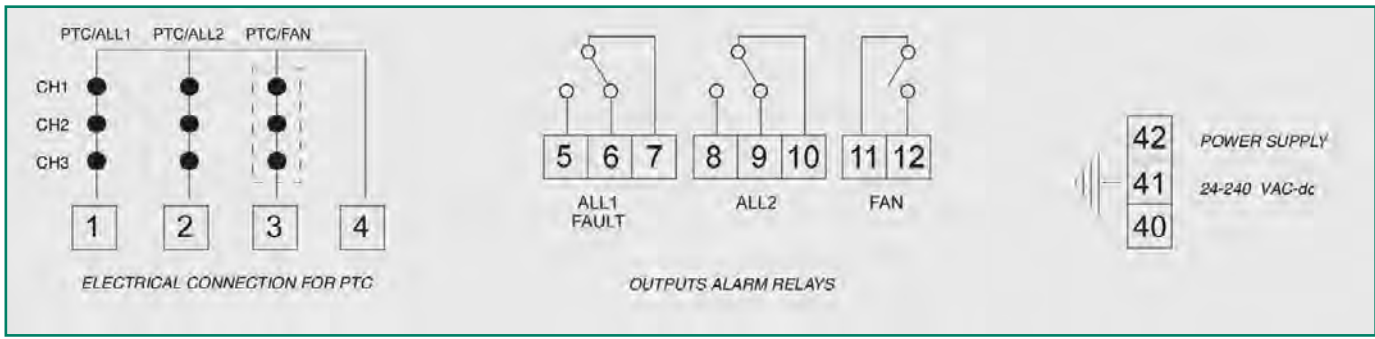 PTC/ALL1 PTC/ALL2 PTC/FAN
CH1
CH2
CH3
1 2 3 4
ELECTRICAL CONNECTION FOR PTC
5 6 7 8 9 10 11 12
ALL1 ALL2 FAN
FAULT
OUTPUTS ALARM RELAYS
42 POWER SUPPLY
41 24-240 VAC-dc
40